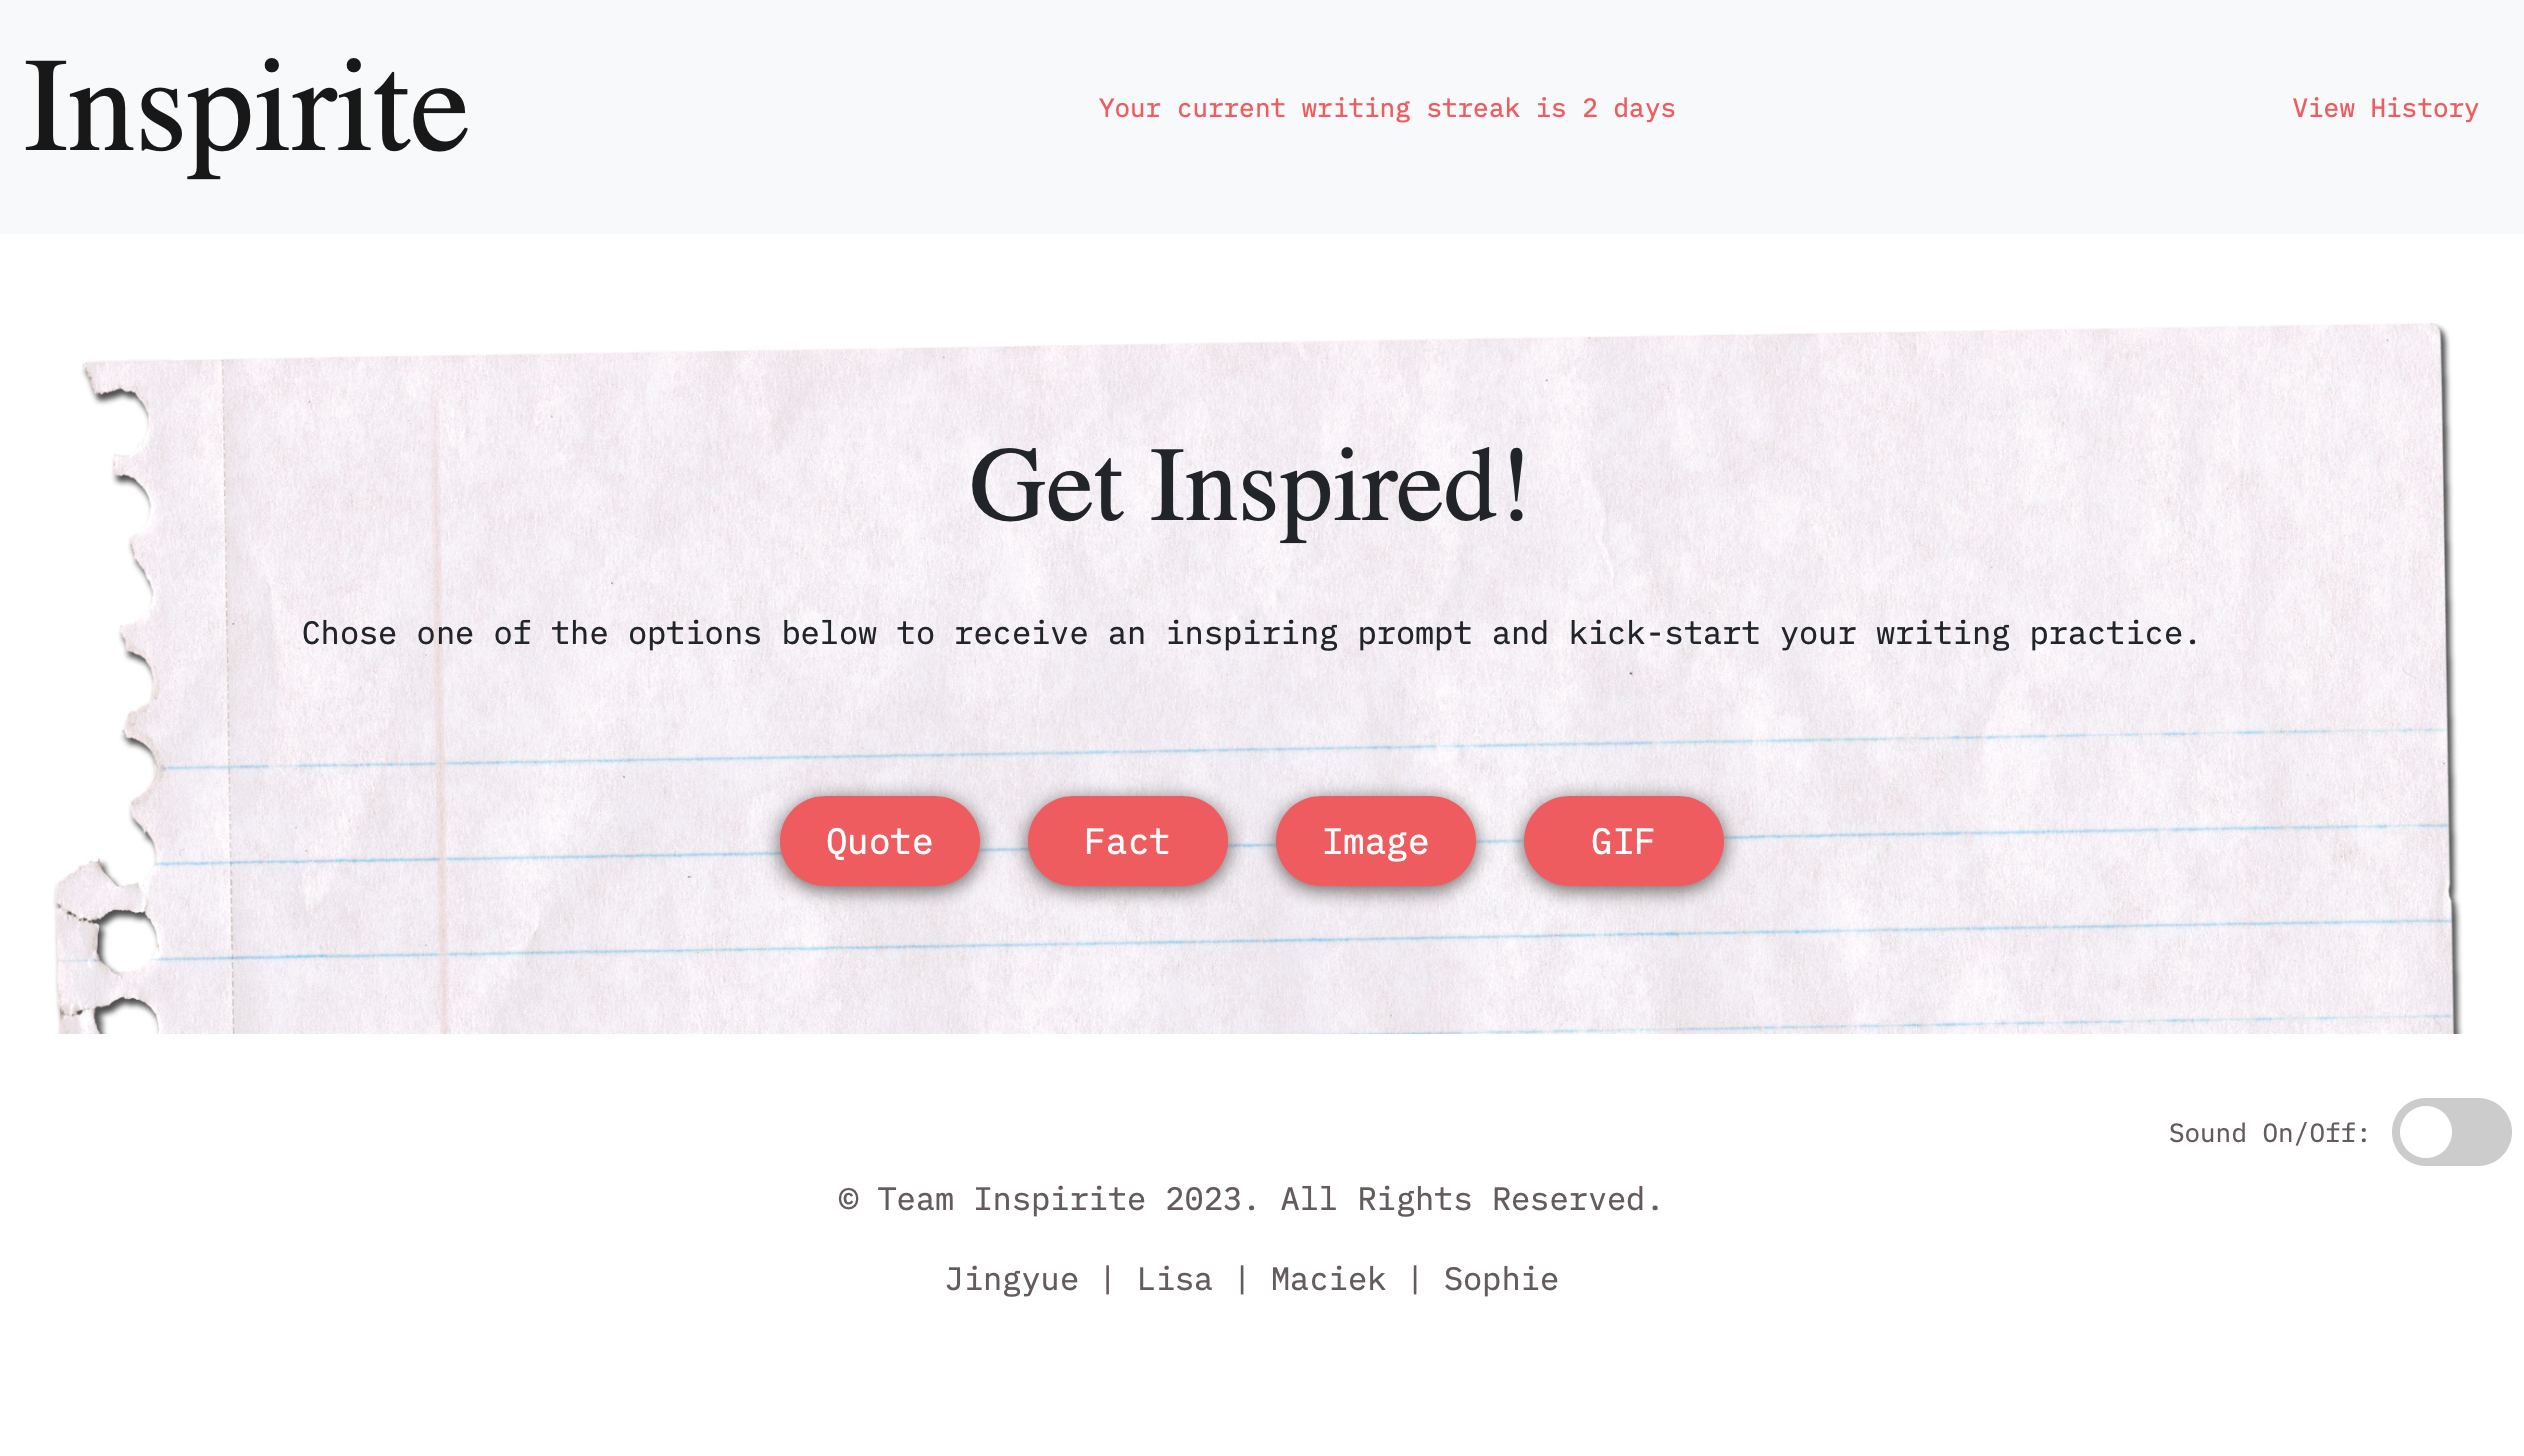 Inspirite
Your current writing streak is 2 days
View History
Get Inspired!
Chose one of the options below to receive an inspiring prompt and kick-start your writing practice.
Quote
Fact
Image
GIF
Sound On/Off:
© Team Inspirite 2023. All Rights Reserved.
Jingyue | Lisa | Maciek | Sophie